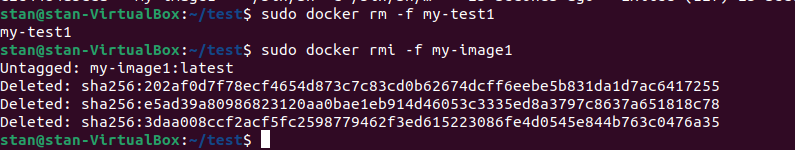 stan@stan-VirtualBox:~/test$ sudo docker rm -f my-test1
my-test1
stan@stan-VirtualBox:~/test$ sudo docker rmi -f my-image1
Untagged: my-image1:latest
Deleted: sha256:202af0d7f78ecf4654d873c7c83cd0b62674dcff6eebe5b831da1d7ac6417255
Deleted: sha256:e5ad39a80986823120aa0bae1eb914d46053c3335ed8a3797c8637a651818c78
Deleted: sha256:3daa008ccf2acf5fc2598779462f3ed615223086fe4d0545e844b763c0476a35
stan@stan-VirtualBox:~/test$